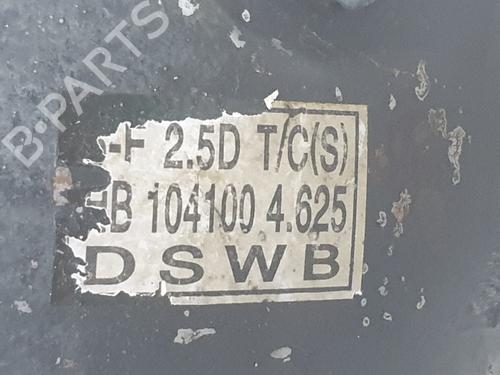 B-PARTS
-F 2.5D T/C(S)
B 104100 4.625
DSWB